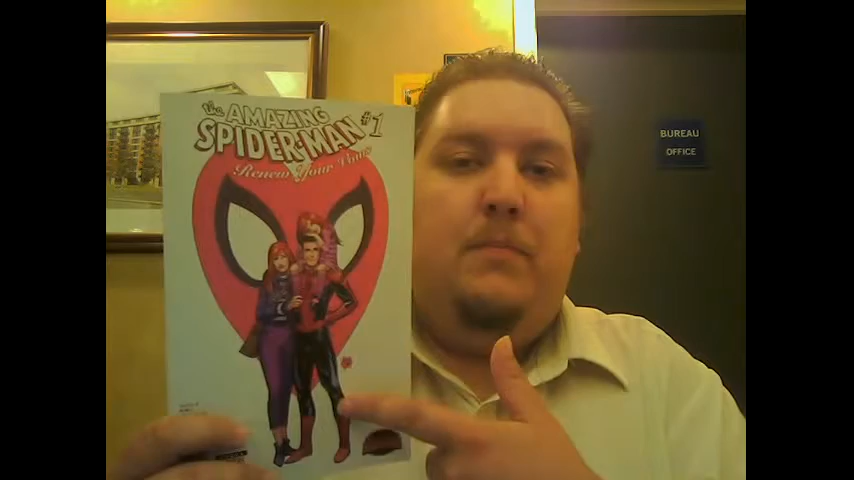 the AMAZING
SPIDER-MAN #1
Renew Your Vows
BUREAU
OFFICE